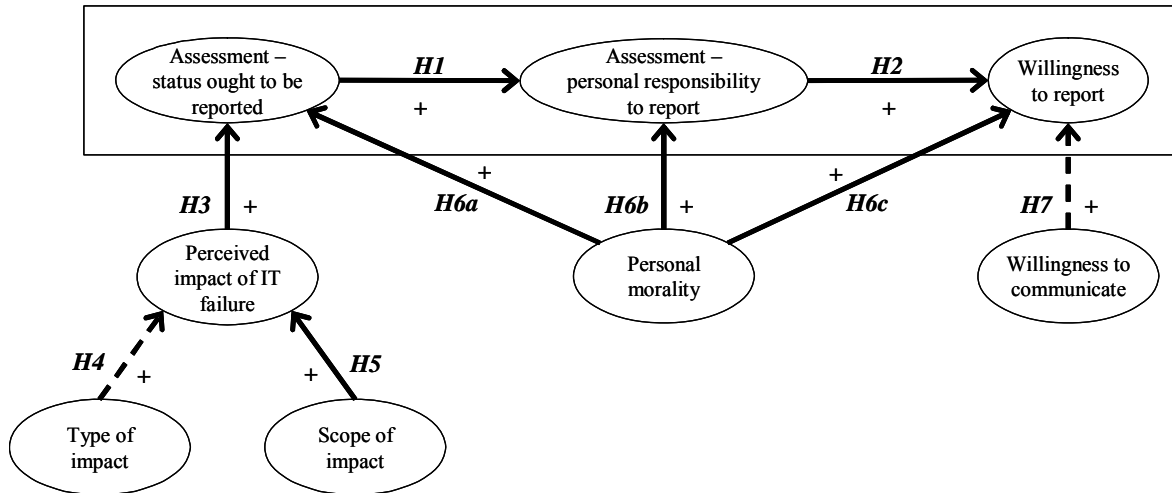 Assessment –
status ought to be
reported
H1
+
Assessment –
personal responsibility
to report
H2
+
Willingness
to report
H3
+
+
H6a
H6b
+
+
H6c
H7
+
Perceived
impact of IT
failure
Personal
morality
Willingness to
communicate
H4
+
+
H5
Type of
impact
Scope of
impact